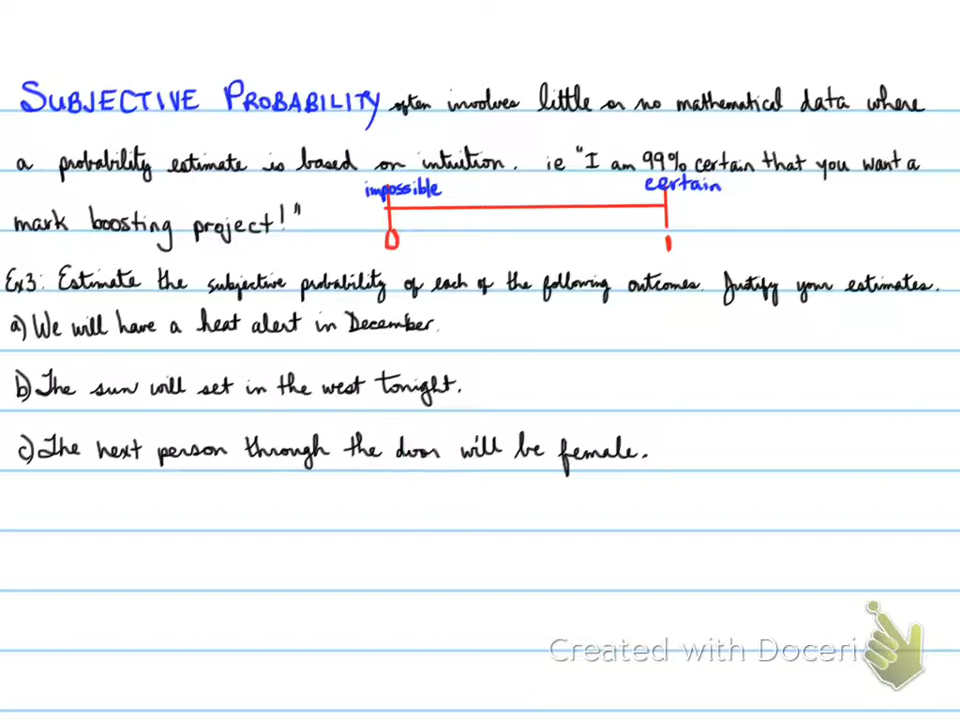 SUBJECTIVE PROBABILITY often involves little or no mathematical data where
a probability estimate is based on intuition. ie "I am 99% certain that you want a
impossible certain
mark boosting project!"
0 1
Ex3: Estimate the subjective probability of each of the following outcomes. Justify your estimates.
a) We will have a heat alert in December.
b) The sun will set in the west tonight.
c) The next person through the door will be female.
Created with Doceri